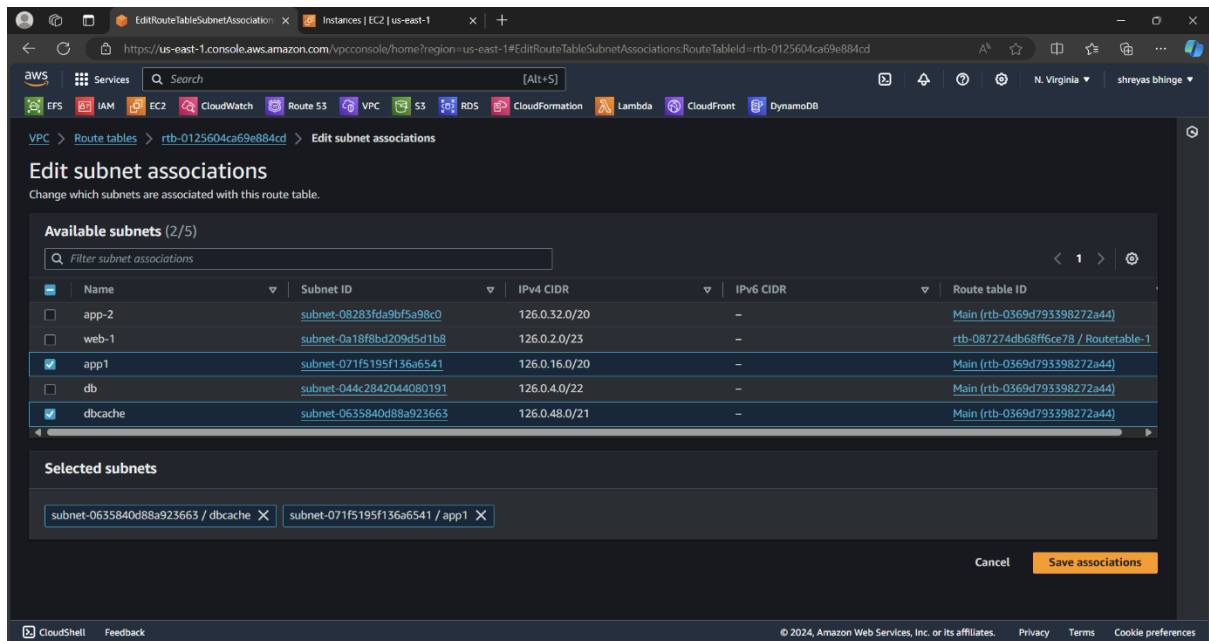 EditRouteTableSubnetAssociation
Instances | EC2 | us-east-1
https://us-east-1.console.aws.amazon.com/vpcconsole/home?region=us-east-1#EditRouteTableSubnetAssociations:RouteTableId=rtb-0125604ca69e884cd
aws Services Search [Alt+S] N. Virginia shreyas bhinge
EFS IAM EC2 CloudWatch Route 53 VPC S3 RDS CloudFormation Lambda CloudFront DynamoDB
VPC > Route tables > rtb-0125604ca69e884cd > Edit subnet associations
Edit subnet associations
Change which subnets are associated with this route table.
Available subnets (2/5)
Filter subnet associations
< 1 >
Name Subnet ID IPv4 CIDR IPv6 CIDR Route table ID
app-2 subnet-08283fda9bf5a98c0 126.0.32.0/20 – Main (rtb-0369d793398272a44)
web-1 subnet-0a18f8bd209d5d1b8 126.0.2.0/23 – rtb-087274db68ff6ce78 / Routetable-1
app1 subnet-071f5195f136a6541 126.0.16.0/20 – Main (rtb-0369d793398272a44)
db subnet-044c2842044080191 126.0.4.0/22 – Main (rtb-0369d793398272a44)
dbcache subnet-0635840d88a923663 126.0.48.0/21 – Main (rtb-0369d793398272a44)
Selected subnets
subnet-0635840d88a923663 / dbcache X subnet-071f5195f136a6541 / app1 X
Cancel Save associations
CloudShell Feedback © 2024, Amazon Web Services, Inc. or its affiliates. Privacy Terms Cookie preferences